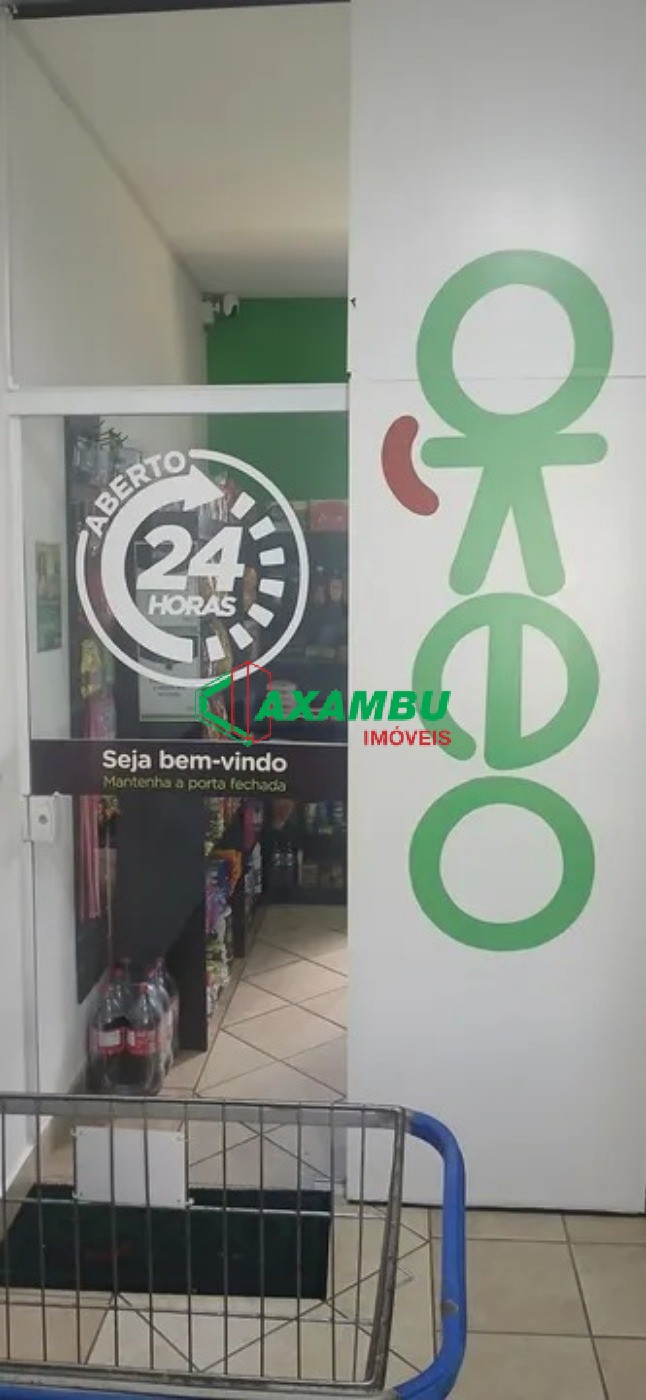 ABERTO
24
HORAS
AXAMBU
IMÓVEIS
Seja bem-vindo
Mantenha a porta fechada